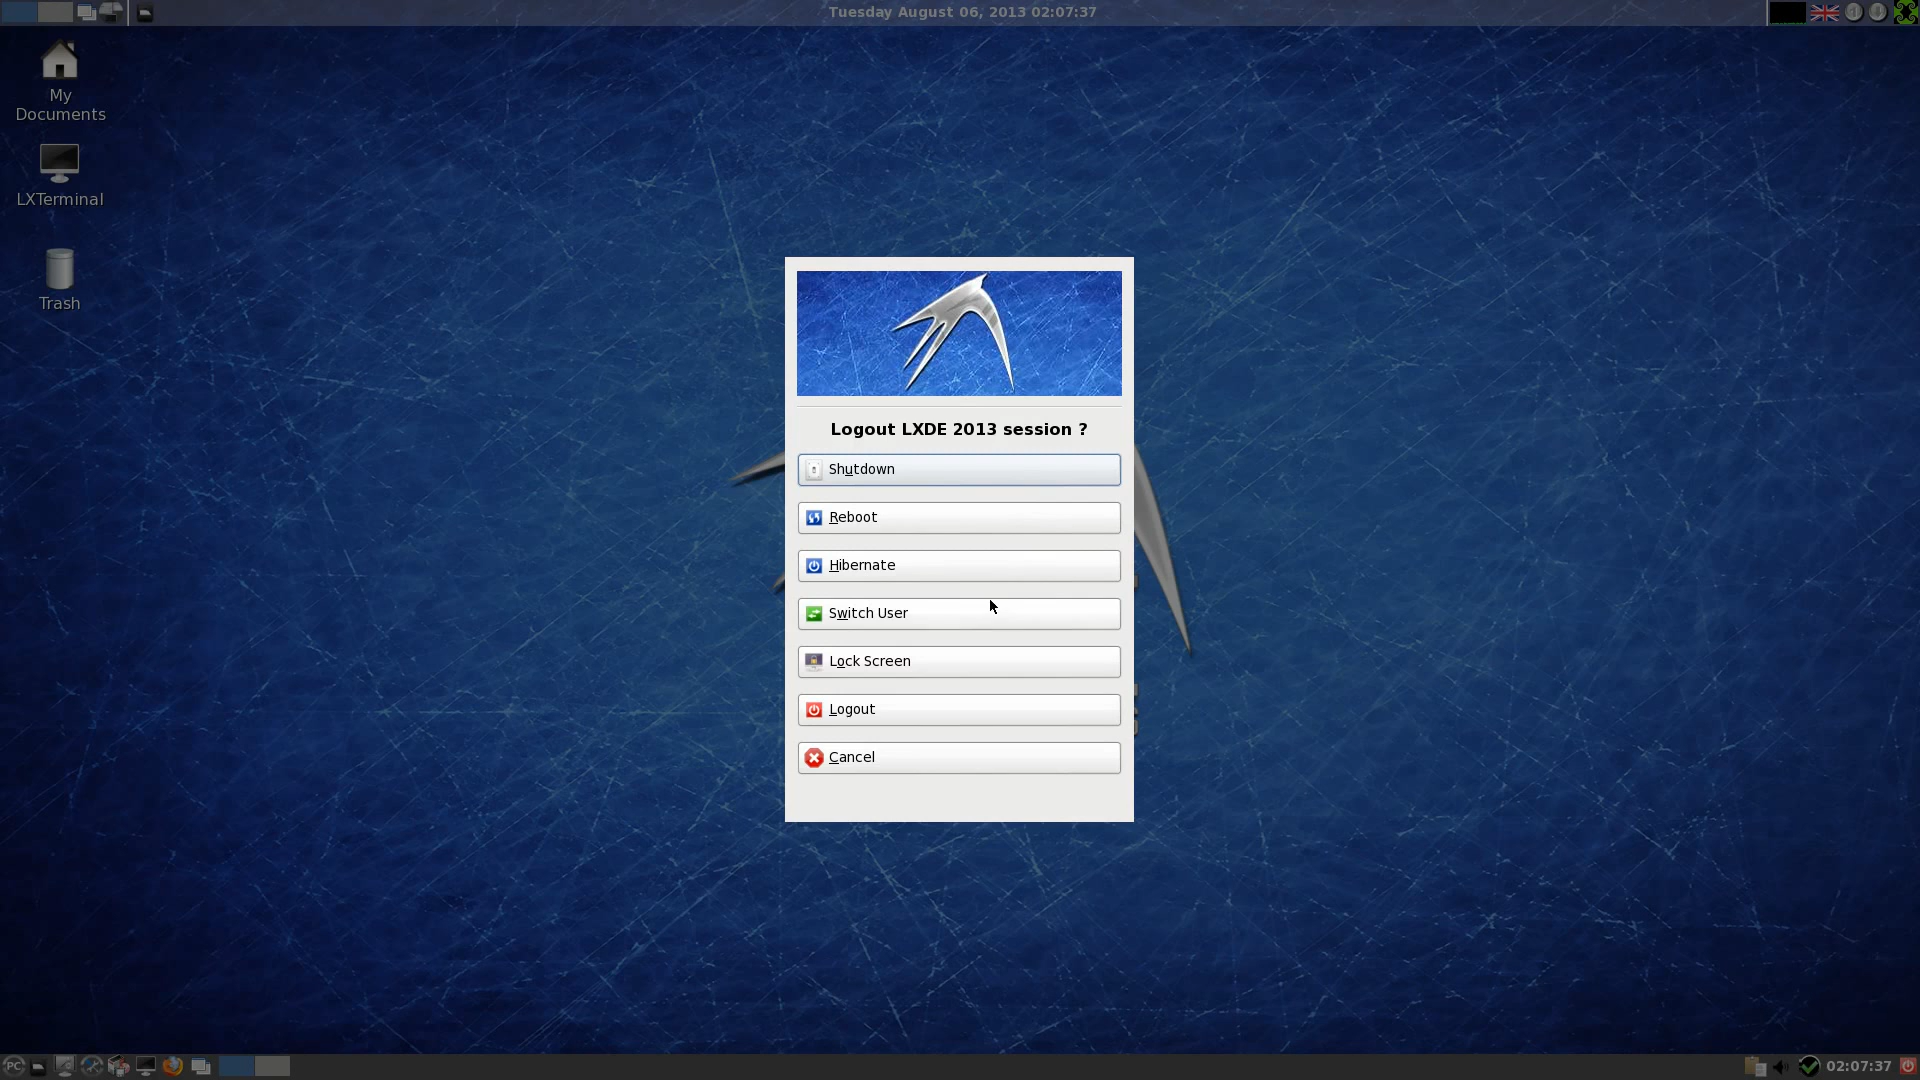 Tuesday August 06, 2013 02:07:37
My
Documents
LXTerminal
Trash
Logout LXDE 2013 session ?
Shutdown
Reboot
Hibernate
Switch User
Lock Screen
Logout
Cancel
PC
02:07:37